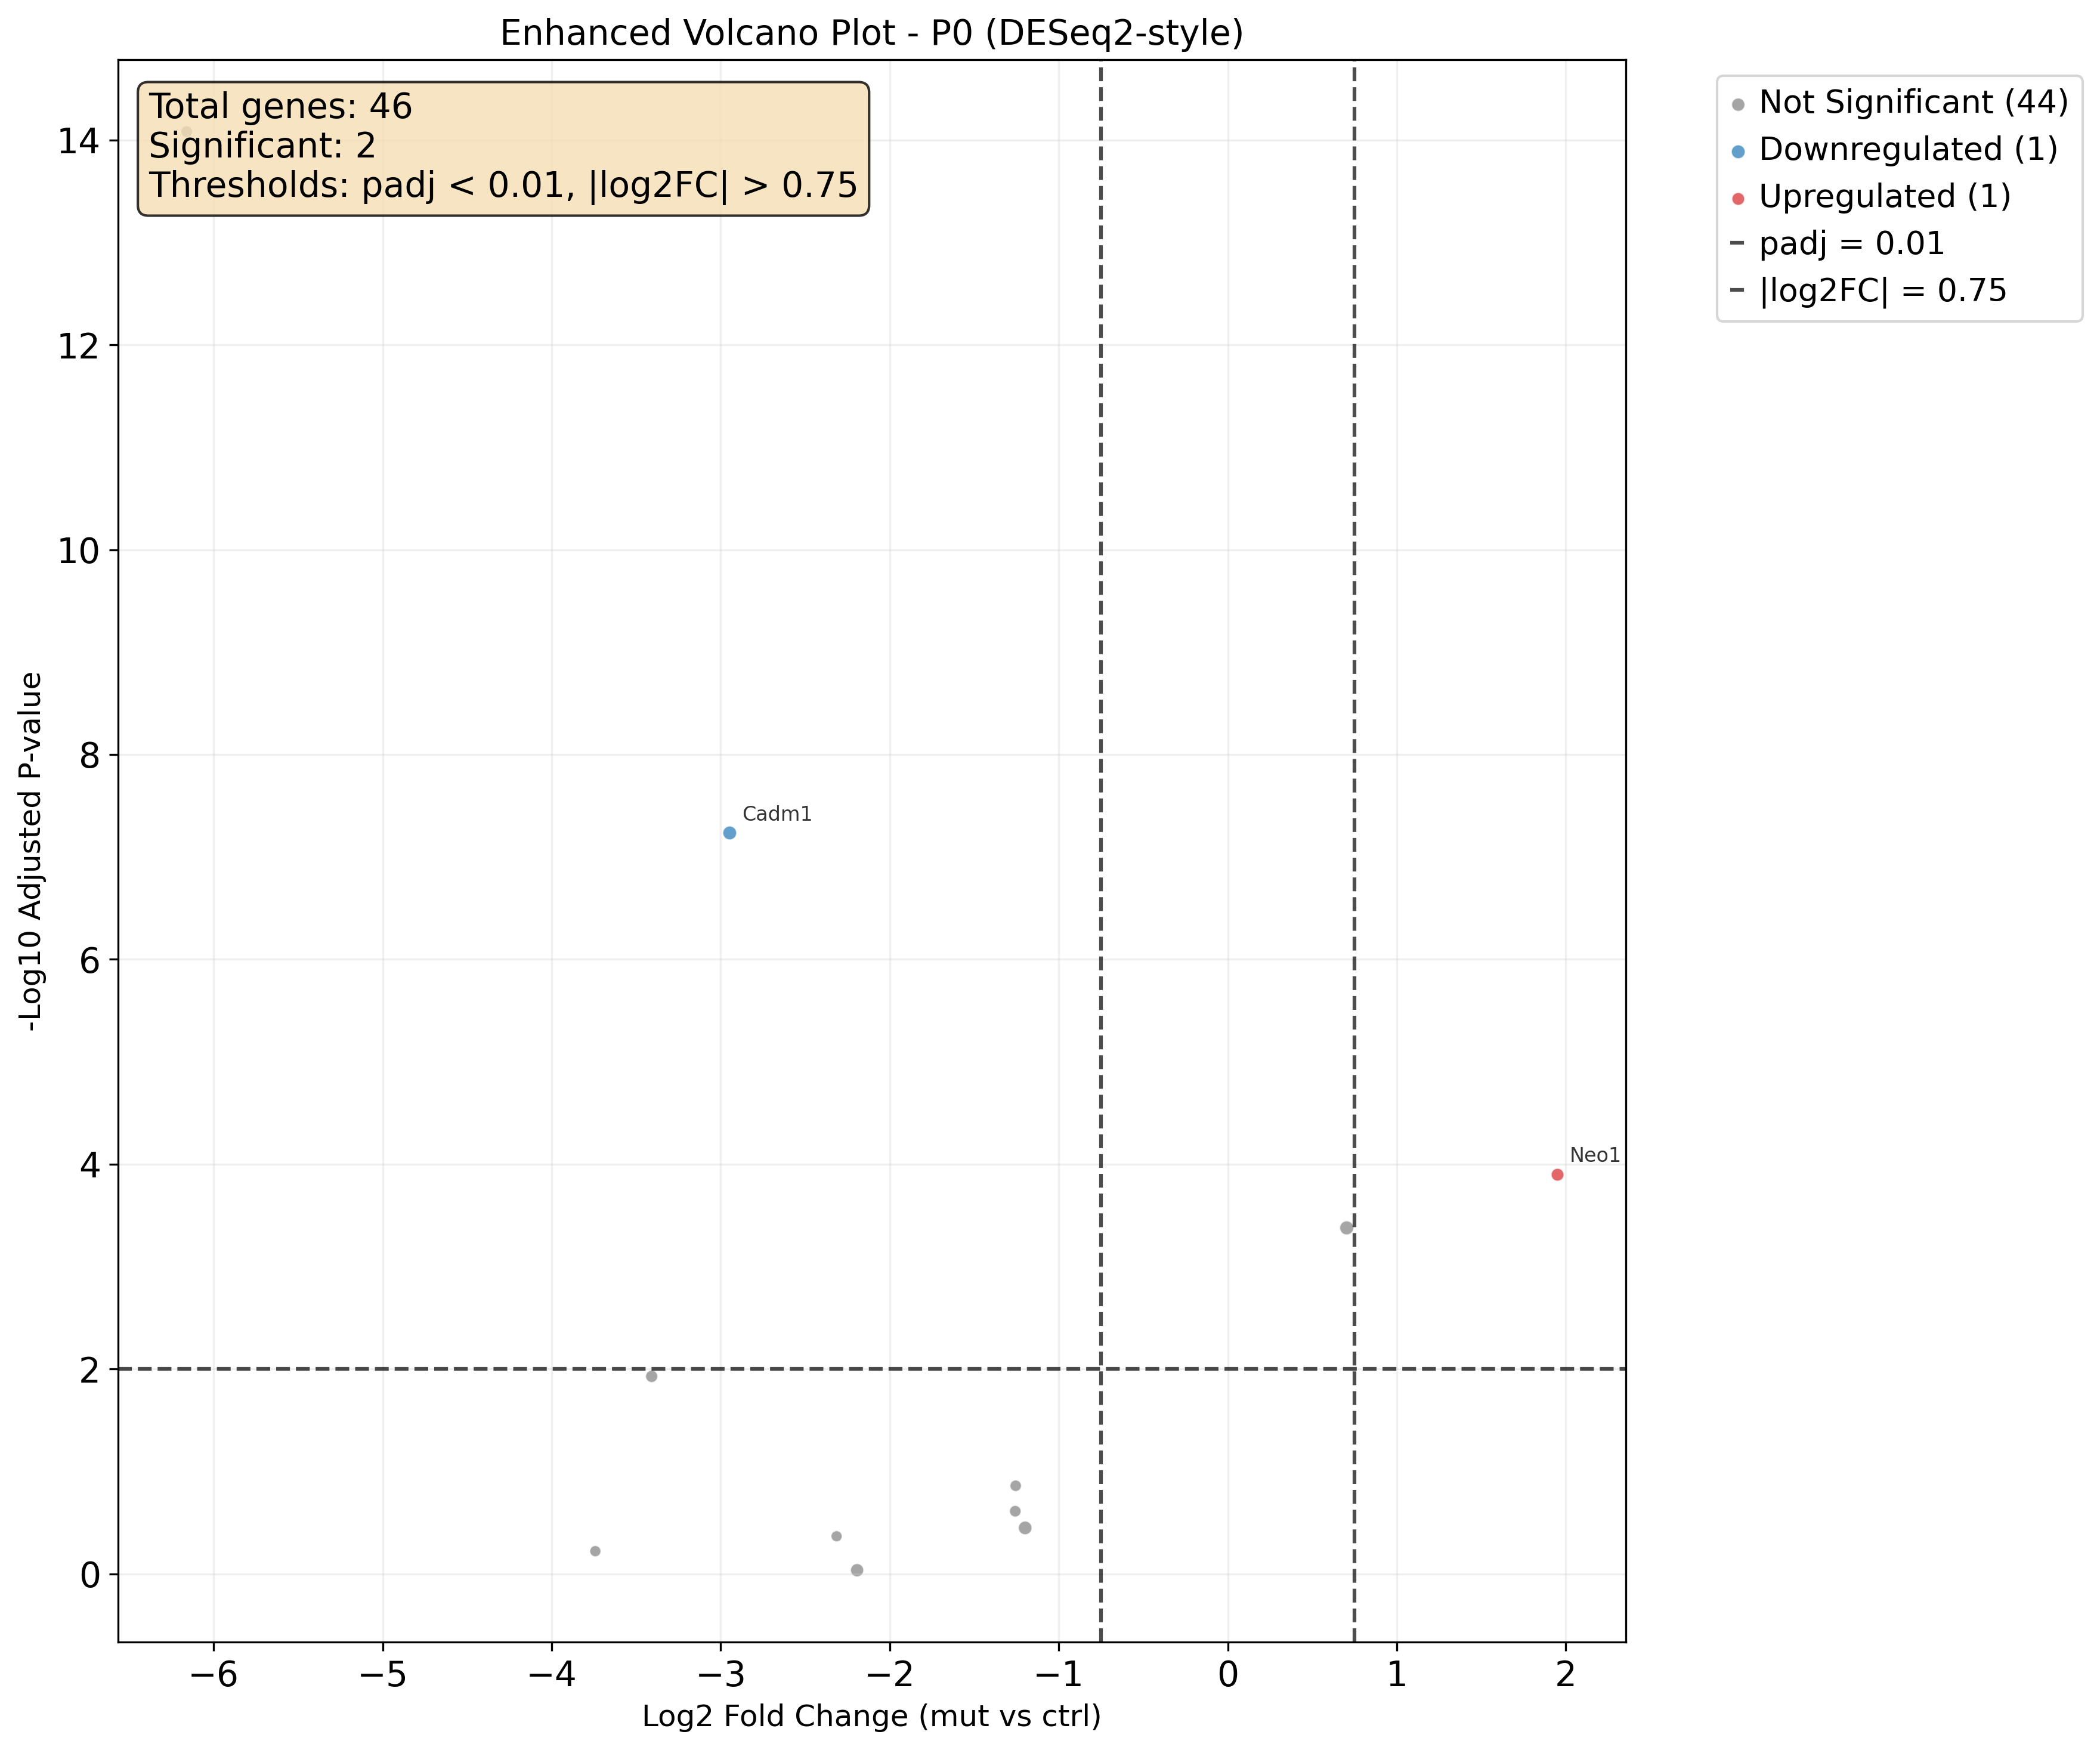 Enhanced Volcano Plot - P0 (DESeq2-style)
Total genes: 46
Significant: 2
Thresholds: padj < 0.01, |log2FC| > 0.75
Not Significant (44)
Downregulated (1)
Upregulated (1)
padj = 0.01
|log2FC| = 0.75
-Log10 Adjusted P-value
14
12
10
8
6
4
2
0
Cadm1
Neo1
−6 −5 −4 −3 −2 −1 0 1 2
Log2 Fold Change (mut vs ctrl)